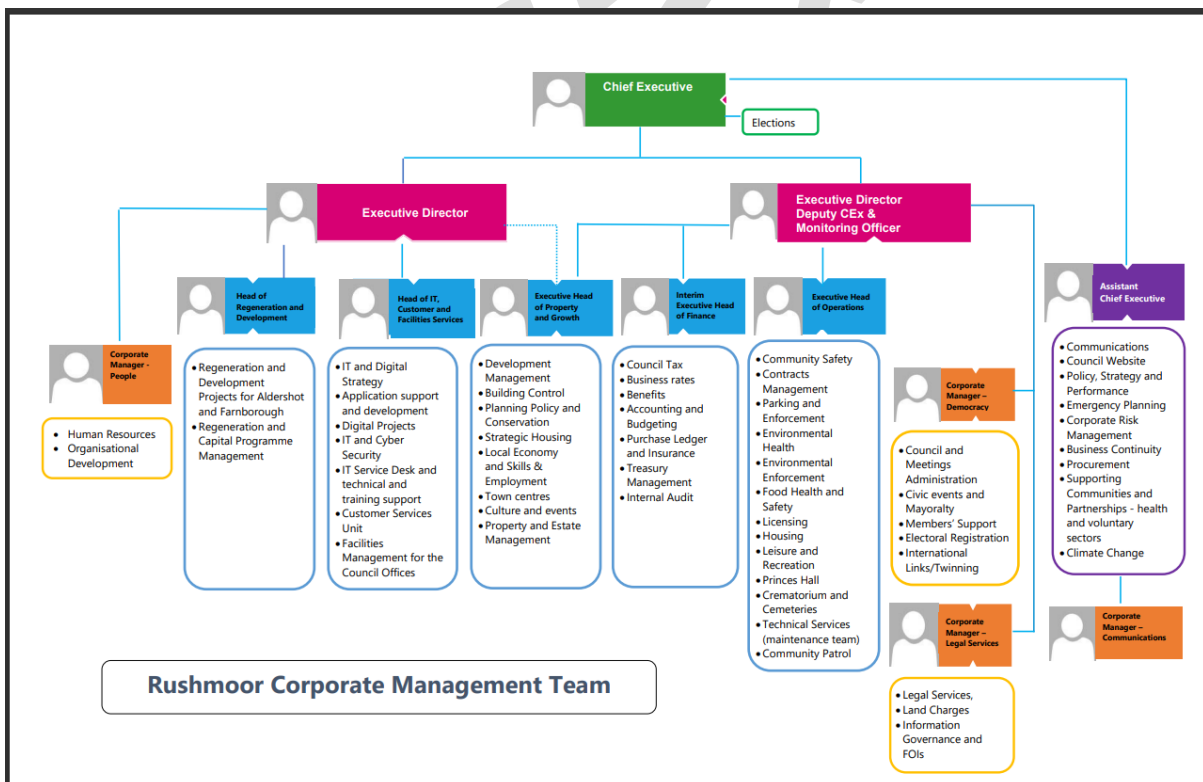 Chief Executive
Elections
Executive Director
Executive Director
Deputy CEx &
Monitoring Officer
Head of
Regeneration and
Development
Head of IT,
Customer and
Facilities Services
Executive Head
of Property
and Growth
Interim
Executive Head
of Finance
Executive Head
of Operations
Assistant
Chief Executive
Corporate
Manager -
People
• Human Resources
• Organisational
Development
• Regeneration and
Development
Projects for Aldershot
and Farnborough
• Regeneration and
Capital Programme
Management
• IT and Digital
Strategy
• Application support
and development
• Digital Projects
• IT and Cyber
Security
• IT Service Desk and
technical and
training support
• Customer Services
Unit
• Facilities
Management for the
Council Offices
• Development
Management
• Building Control
• Planning Policy and
Conservation
• Strategic Housing
• Local Economy
and Skills &
Employment
• Town centres
• Culture and events
• Property and Estate
Management
• Council Tax
• Business rates
• Benefits
• Accounting and
Budgeting
• Purchase Ledger
and Insurance
• Treasury
Management
• Internal Audit
• Community Safety
• Contracts
Management
• Parking and
Enforcement
• Environmental
Health
• Environmental
Enforcement
• Food Health and
Safety
• Licensing
• Housing
• Leisure and
Recreation
• Princes Hall
• Crematorium and
Cemeteries
• Technical Services
(maintenance team)
• Community Patrol
Corporate
Manager –
Democracy
• Council and
Meetings
Administration
• Civic events and
Mayoralty
• Members' Support
• Electoral Registration
• International
Links/Twinning
Corporate
Manager –
Legal Services
• Legal Services,
• Land Charges
• Information
Governance and
FOIs
• Communications
• Council Website
• Policy, Strategy and
Performance
• Emergency Planning
• Corporate Risk
Management
• Business Continuity
• Procurement
• Supporting
Communities and
Partnerships - health
and voluntary
sectors
• Climate Change
Corporate
Manager –
Communications
Rushmoor Corporate Management Team